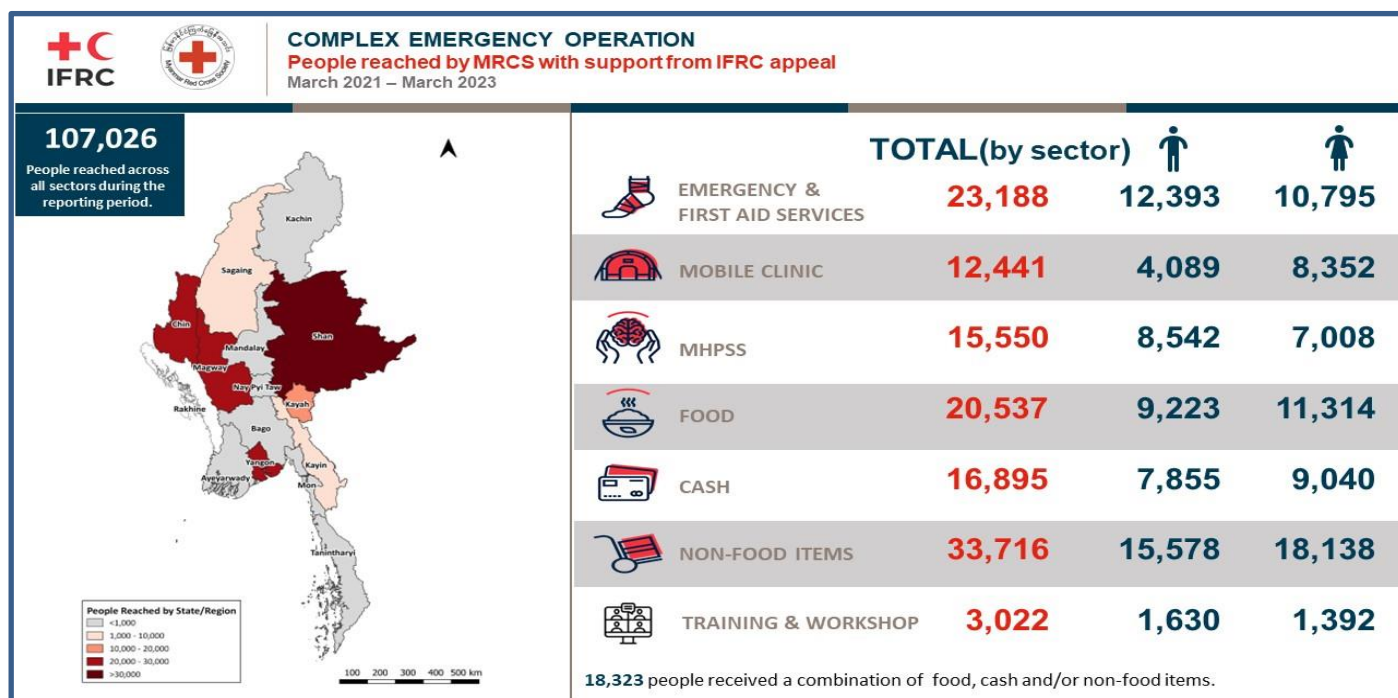 IFRC
Myanmar Red Cross Society
COMPLEX EMERGENCY OPERATION
People reached by MRCS with support from IFRC appeal
March 2021 – March 2023
107,026
People reached across
all sectors during the
reporting period.
Kachin
Sagaing
Chin
Shan
Mandalay
Magway
Nay Pyi Taw
Rakhine
Kayah
Bago
Yangon
Kayin
Ayeyarwady
Mon
Tanintharyi
People Reached by State/Region
<1,000
1,000 - 10,000
10,000 - 20,000
20,000 - 30,000
>30,000
100 200 300 400 500 km
TOTAL(by sector)
EMERGENCY &
FIRST AID SERVICES 23,188 12,393 10,795
MOBILE CLINIC 12,441 4,089 8,352
MHPSS 15,550 8,542 7,008
FOOD 20,537 9,223 11,314
CASH 16,895 7,855 9,040
NON-FOOD ITEMS 33,716 15,578 18,138
TRAINING & WORKSHOP 3,022 1,630 1,392
18,323 people received a combination of food, cash and/or non-food items.